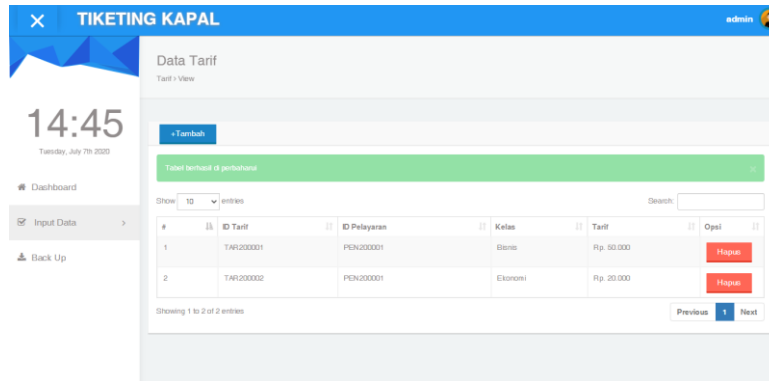 TIKETING KAPAL
admin
14:45
Tuesday, July 7th 2020
Dashboard
Input Data
Back Up
Data Tarif
Tarif › View
+Tambah
Tabel berhasil di perbaharui
Show 10 entries
Search:
# ID Tarif ID Pelayaran Kelas Tarif Opsi
1 TAR200001 PEN200001 Bisnis Rp. 50.000 Hapus
2 TAR200002 PEN200001 Ekonomi Rp. 20.000 Hapus
Showing 1 to 2 of 2 entries
Previous 1 Next